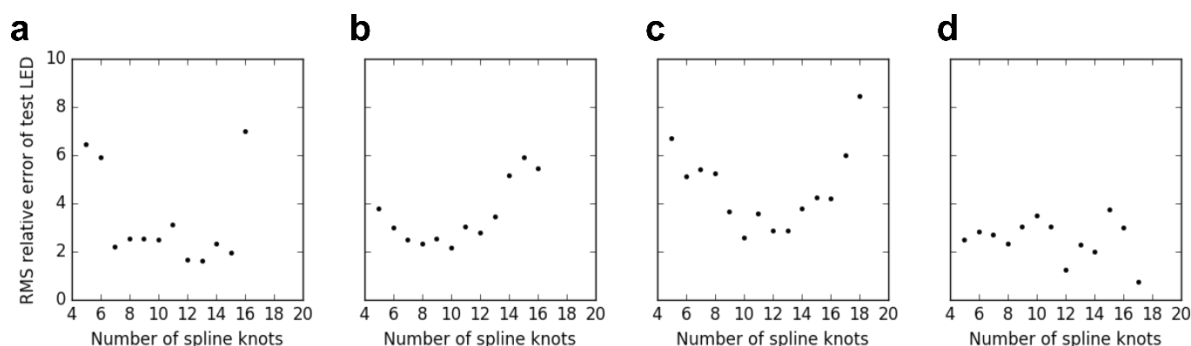 a b c d
RMS relative error of test LED
10
8
6
4
2
0
4 6 8 10 12 14 16 18 20
4 6 8 10 12 14 16 18 20
4 6 8 10 12 14 16 18 20
4 6 8 10 12 14 16 18 20
Number of spline knots
Number of spline knots
Number of spline knots
Number of spline knots